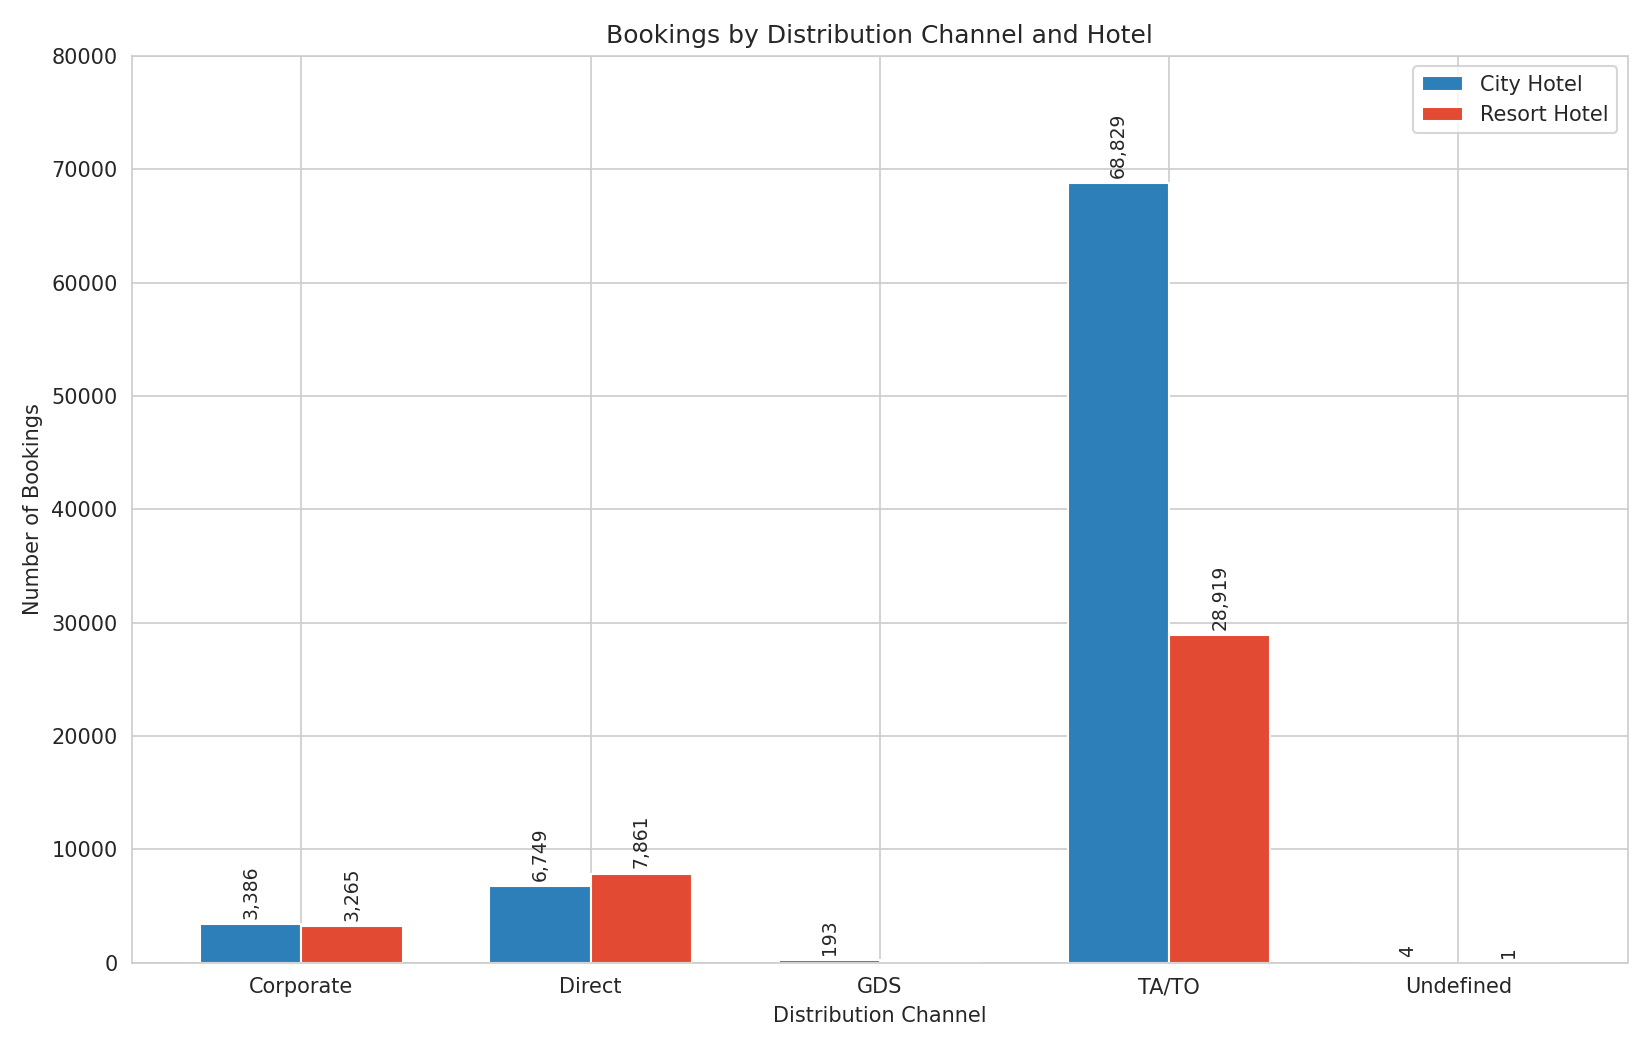 Bookings by Distribution Channel and Hotel
City Hotel
Resort Hotel
Number of Bookings
80000
70000
60000
50000
40000
30000
20000
10000
0
3,386
3,265
6,749
7,861
193
68,829
28,919
4
1
Corporate
Direct
GDS
TA/TO
Undefined
Distribution Channel